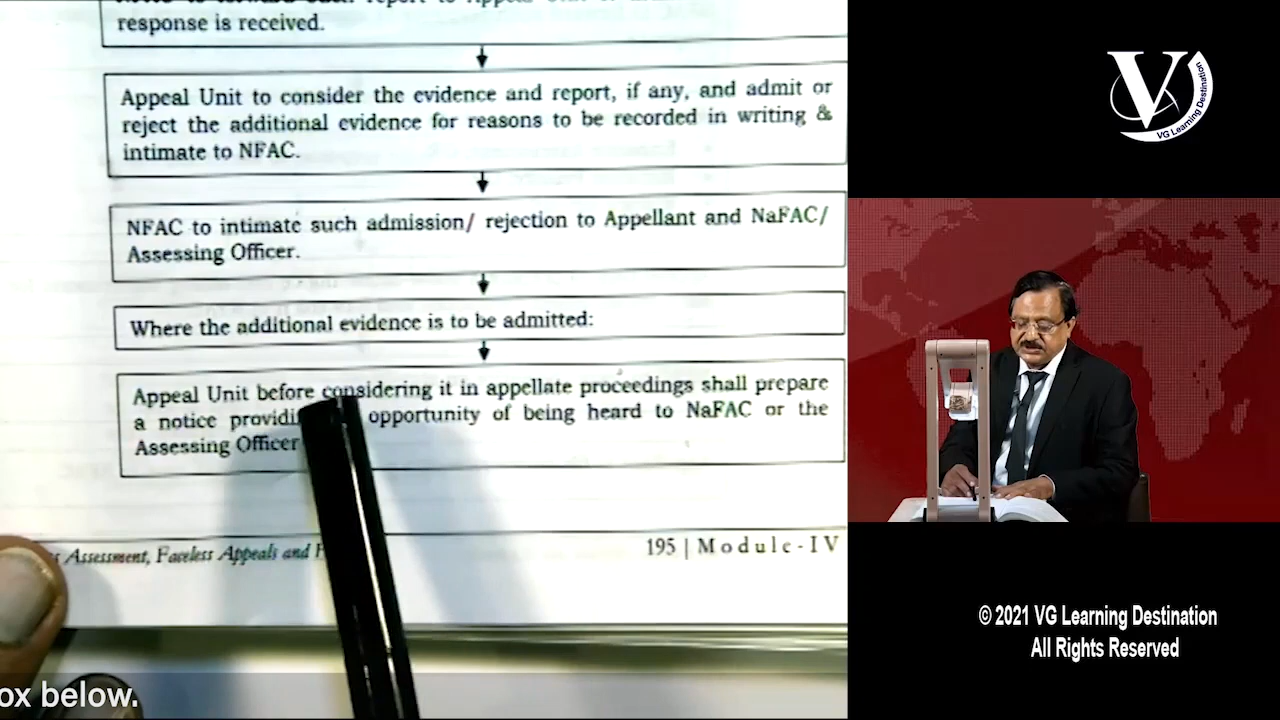 response is received.
Appeal Unit to consider the evidence and report, if any, and admit or
reject the additional evidence for reasons to be recorded in writing &
intimate to NFAC.
NFAC to intimate such admission/ rejection to Appellant and NaFAC/
Assessing Officer.
Where the additional evidence is to be admitted:
Appeal Unit before considering it in appellate proceedings shall prepare
a notice providi opportunity of being heard to NaFAC or the
Assessing Officer
Assessment, Faceless Appeals and
195 | Module-IV
ox below.
V
VG Learning Destination
© 2021 VG Learning Destination
All Rights Reserved